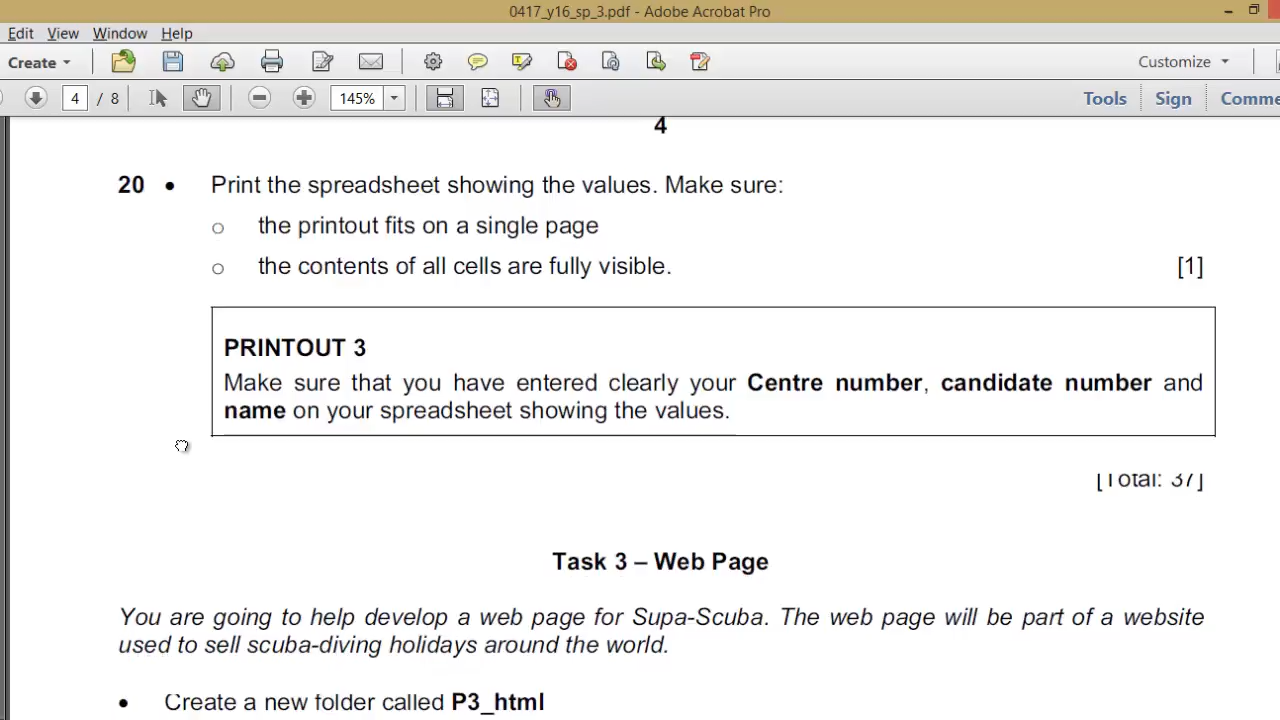 0417_y16_sp_3.pdf - Adobe Acrobat Pro
Edit View Window Help
Create Customize
4 / 8 145% Tools Sign
4
20 • Print the spreadsheet showing the values. Make sure:
o the printout fits on a single page
o the contents of all cells are fully visible. [1]
PRINTOUT 3
Make sure that you have entered clearly your Centre number, candidate number and
name on your spreadsheet showing the values.
[Total: 37]
Task 3 – Web Page
You are going to help develop a web page for Supa-Scuba. The web page will be part of a website
used to sell scuba-diving holidays around the world.
• Create a new folder called P3_html